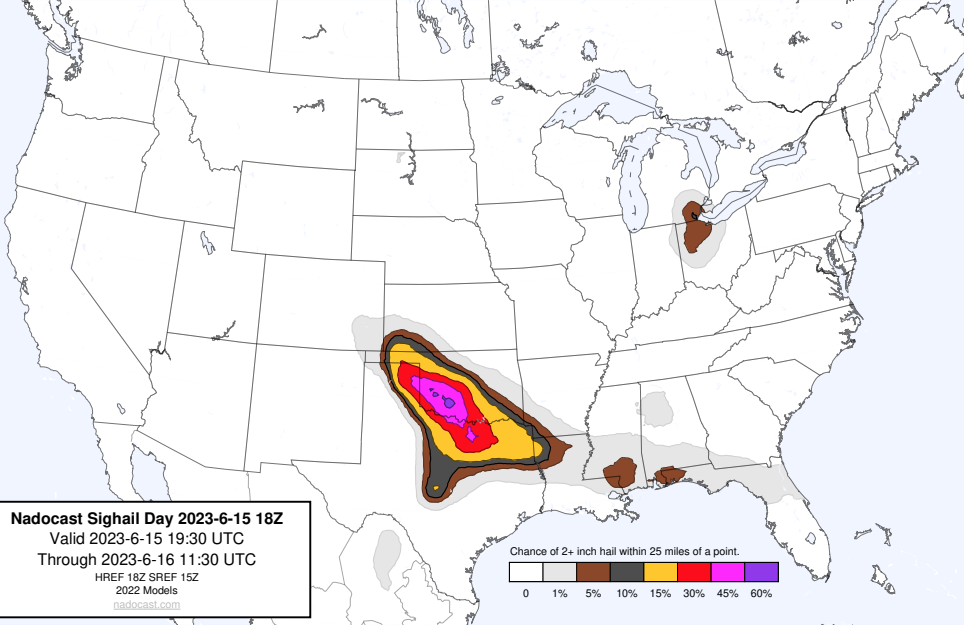 Nadocast Sighail Day 2023-6-15 18Z
Valid 2023-6-15 19:30 UTC
Through 2023-6-16 11:30 UTC
HREF 18Z SREF 15Z
2022 Models
nadocast.com
Chance of 2+ inch hail within 25 miles of a point.
0 1% 5% 10% 15% 30% 45% 60%